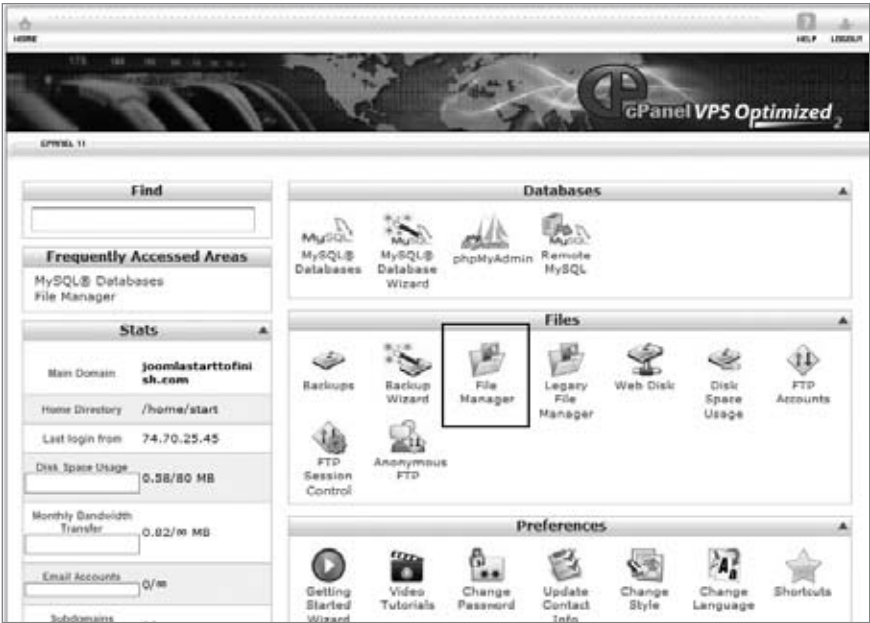 HOME
HELP
LOGOUT
cPanel VPS Optimized 2
CPANEL 11
Find
Frequently Accessed Areas
MySQL® Databases
File Manager
Stats
Main Domain
joomlastarttofini
sh.com
Home Directory
/home/start
Last login from
74.70.25.45
Disk Space Usage
0.58/80 MB
Monthly Bandwidth
Transfer
0.82/∞ MB
Email Accounts
0/∞
Subdomains
Databases
MySQL®
Databases
MySQL®
Database
Wizard
phpMyAdmin
Remote
MySQL
Files
Backups
Backup
Wizard
File
Manager
Legacy
File
Manager
Web Disk
Disk
Space
Usage
FTP
Accounts
FTP
Session
Control
Anonymous
FTP
Preferences
Getting
Started
Wizard
Video
Tutorials
Change
Password
Update
Contact
Info
Change
Style
Change
Language
Shortcuts